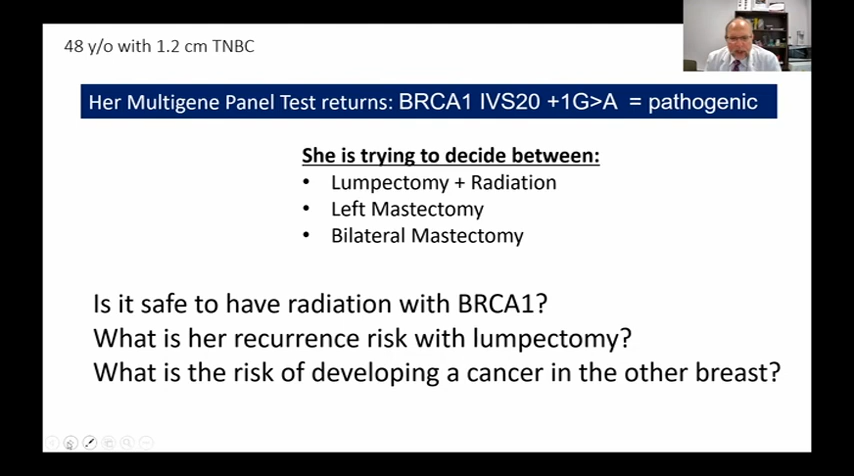 48 y/o with 1.2 cm TNBC
Her Multigene Panel Test returns: BRCA1 IVS20 +1G>A = pathogenic
She is trying to decide between:
• Lumpectomy + Radiation
• Left Mastectomy
• Bilateral Mastectomy
Is it safe to have radiation with BRCA1?
What is her recurrence risk with lumpectomy?
What is the risk of developing a cancer in the other breast?